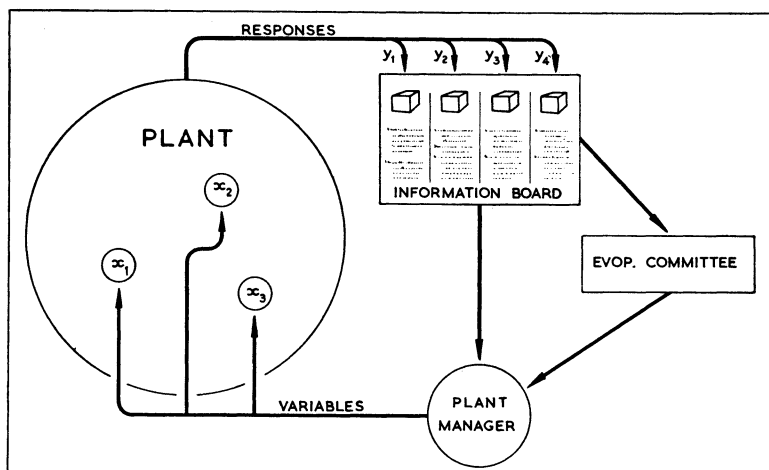 RESPONSES
y₁ y₂ y₃ y₄
PLANT
x₂
x₁
x₃
INFORMATION BOARD
EVOP. COMMITTEE
VARIABLES
PLANT
MANAGER